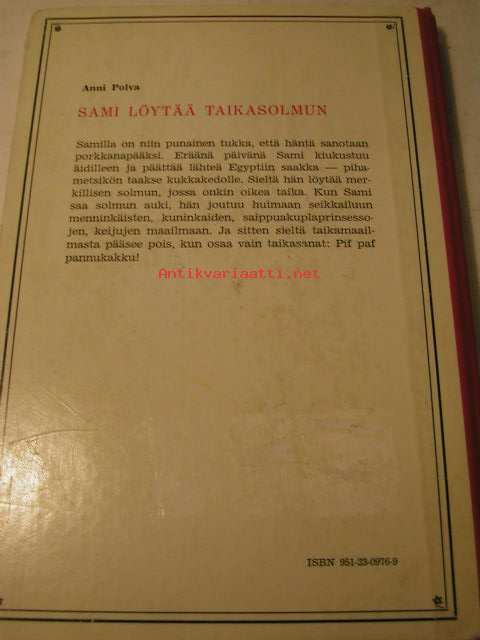 Anni Polva
SAMI LÖYTÄÄ TAIKASOLMUN
Samilla on niin punainen tukka, että häntä sanotaan
porkkanapääksi. Eräänä päivänä Sami kiukustuu
äidilleen ja päättää lähteä Egyptiin saakka — piha-
metsikön taakse kukkakedolle. Sieltä hän löytää mer-
killisen solmun, jossa onkin oikea taika. Kun Sami
saa solmun auki, hän joutuu huimaan seikkailuun
menninkäisten, kuninkaiden, saippuakuplaprinsesso-
jen, keijujen maailmaan. Ja sitten sieltä taikamaail-
masta pääsee pois, kun osaa vain taikasanat: Pif paf
pannukakku!
Antikvariaatti.net
ISBN 951-23-0976-9